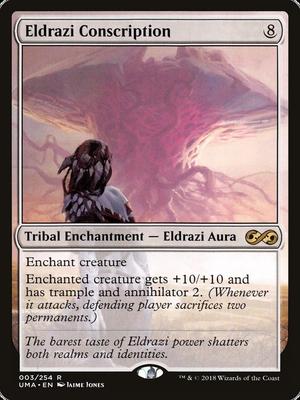 Eldrazi Conscription 8
Tribal Enchantment — Eldrazi Aura
Enchant creature
Enchanted creature gets +10/+10 and
has trample and annihilator 2. (Whenever
it attacks, defending player sacrifices two
permanents.)
The barest taste of Eldrazi power shatters
both realms and identities.
003/254 R
UMA • EN Jaime Jones
™ & © 2018 Wizards of the Coast